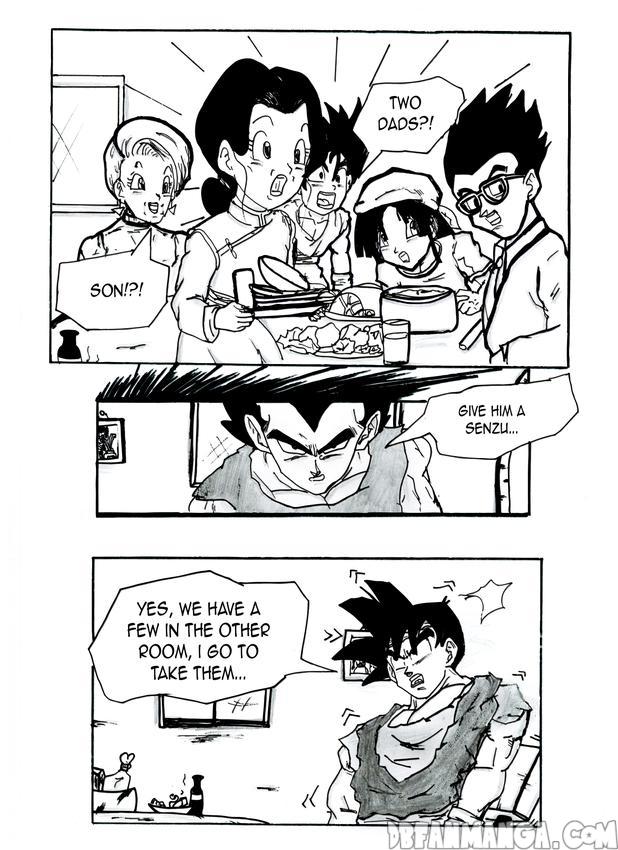 TWO
DADS?!
SON!?!
GIVE HIM A
SENZU...
YES, WE HAVE A
FEW IN THE OTHER
ROOM, I GO TO
TAKE THEM...
DBFANMANGA.COM